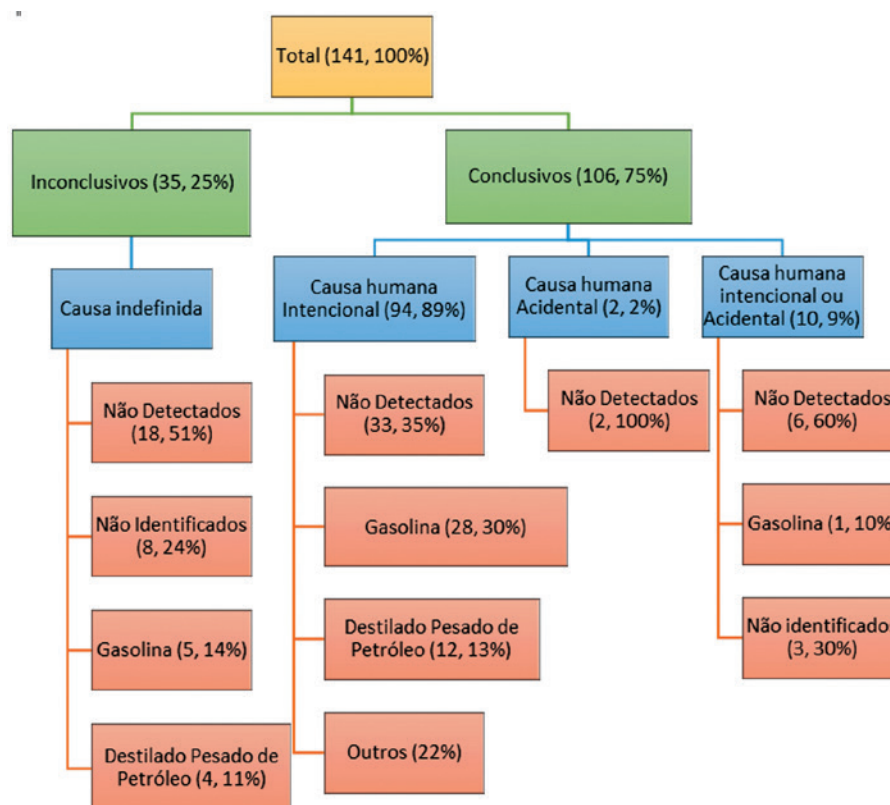 "
Total (141, 100%)
Inconclusivos (35, 25%)
Conclusivos (106, 75%)
Causa indefinida
Causa humana
Intencional (94, 89%)
Causa humana
Acidental (2, 2%)
Causa humana
intencional ou
Acidental (10, 9%)
Não Detectados
(18, 51%)
Não Identificados
(8, 24%)
Gasolina (5, 14%)
Destilado Pesado de
Petróleo (4, 11%)
Não Detectados
(33, 35%)
Gasolina (28, 30%)
Destilado Pesado de
Petróleo (12, 13%)
Outros (22%)
Não Detectados
(2, 100%)
Não Detectados
(6, 60%)
Gasolina (1, 10%)
Não identificados
(3, 30%)